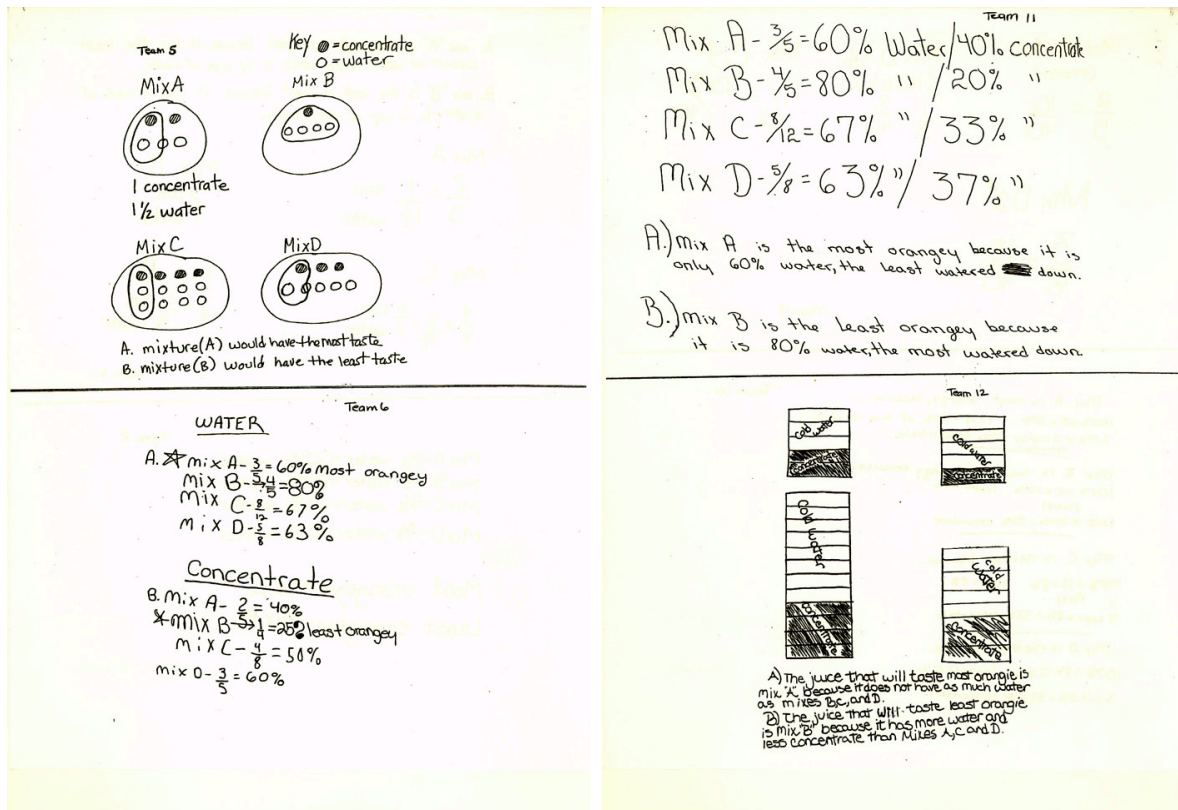 Team 5
Key = concentrate
= water
Mix A
Mix B
1 concentrate
1½ water
Mix C
Mix D
A. mixture(A) would have the most taste
B. mixture(B) would have the least taste
Team 6
WATER
A. mix A- 3/5 = 60% most orangey
mix B- 4/5 = 80%
mix C- 8/12 = 67%
mix D- 5/8 = 63%
Concentrate
B. mix A- 2/5 = 40%
mix B → 1/4 = 25% least orangey
mix C- 4/8 = 50%
mix D- 3/5 = 60%
Team 11
Mix A- 3/5 = 60% Water/40% concentrate
Mix B- 4/5 = 80% " /20% "
Mix C- 8/12 = 67% " / 33% "
Mix D- 5/8 = 63% "/ 37% "
A.) mix A is the most orangey because it is
only 60% water, the least watered down.
B.) mix B is the least orangey because
it is 80% water, the most watered down.
Team 12
Cold water
Concentrate
cold water
concentrate
Cold water
Concentrate
cold water
Concentrate
A) The juice that will taste most orangie is
mix "A" because it does not have as much water
as mixes B,C, and D.
B) The juice that will taste least orangie
is mix "B" because it has more water and
less concentrate than Mixes A, C and D.